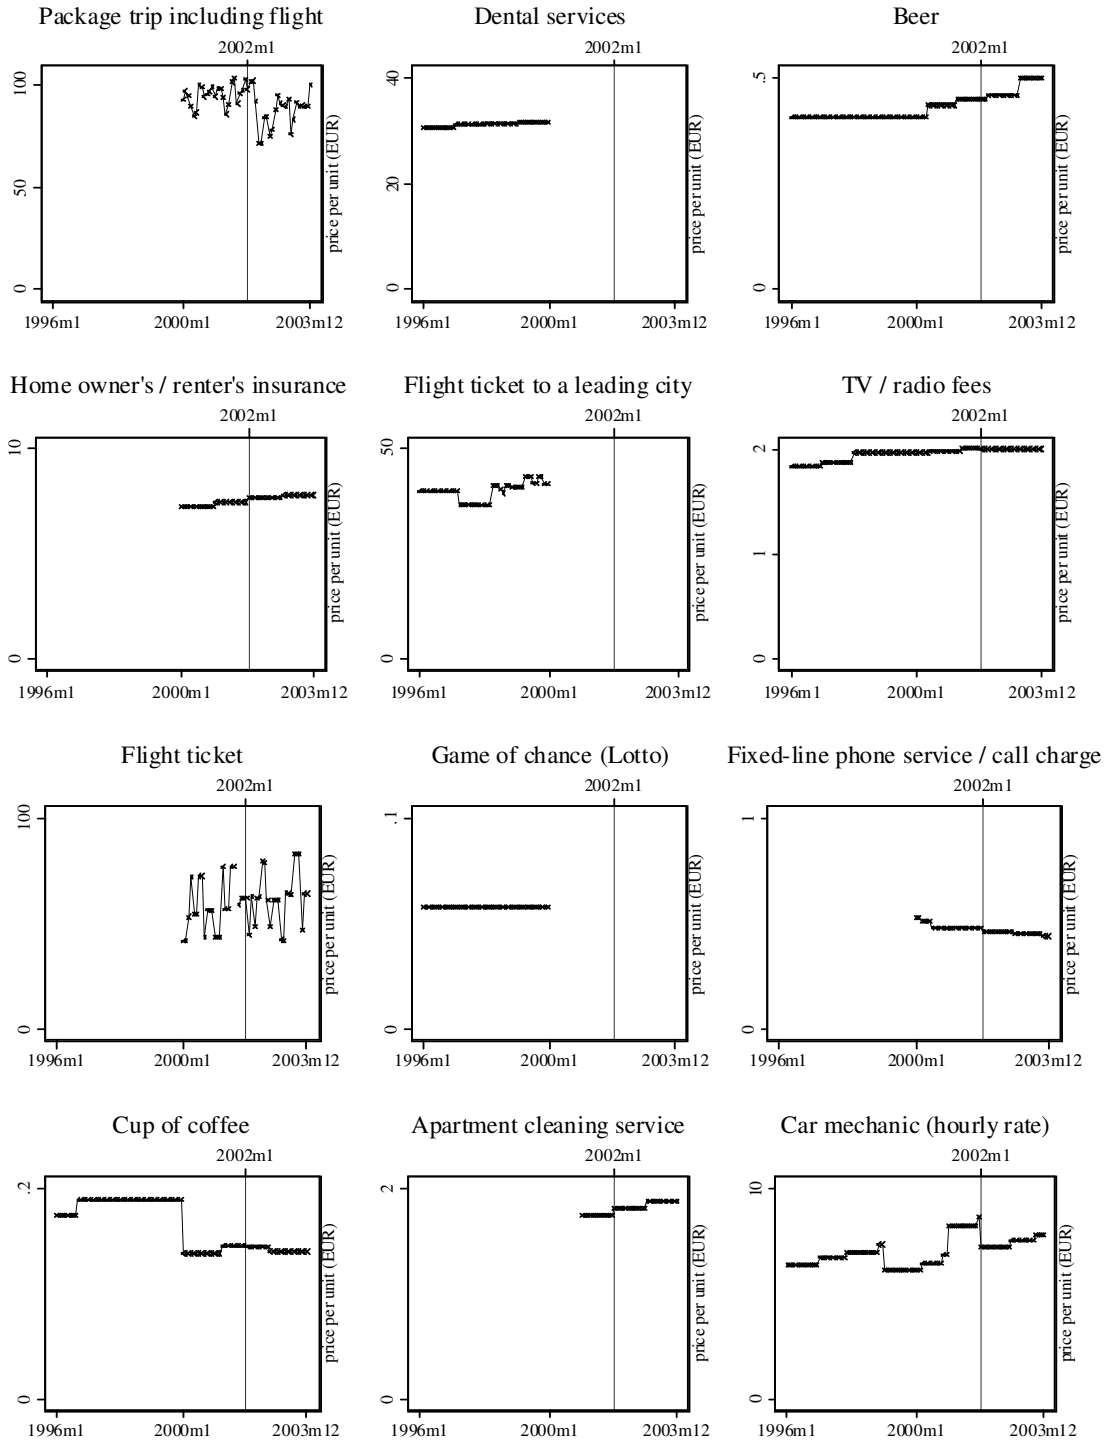 Package trip including flight
2002m1
100
50
0
price per unit (EUR)
1996m1 2000m1 2003m12
Dental services
2002m1
40
20
0
price per unit (EUR)
1996m1 2000m1 2003m12
Beer
2002m1
.5
0
price per unit (EUR)
1996m1 2000m1 2003m12
Home owner's / renter's insurance
2002m1
10
0
price per unit (EUR)
1996m1 2000m1 2003m12
Flight ticket to a leading city
2002m1
50
0
price per unit (EUR)
1996m1 2000m1 2003m12
TV / radio fees
2002m1
2
1
0
price per unit (EUR)
1996m1 2000m1 2003m12
Flight ticket
2002m1
100
0
price per unit (EUR)
1996m1 2000m1 2003m12
Game of chance (Lotto)
2002m1
.1
0
price per unit (EUR)
1996m1 2000m1 2003m12
Fixed-line phone service / call charge
2002m1
1
0
price per unit (EUR)
1996m1 2000m1 2003m12
Cup of coffee
2002m1
.2
0
price per unit (EUR)
1996m1 2000m1 2003m12
Apartment cleaning service
2002m1
2
0
price per unit (EUR)
1996m1 2000m1 2003m12
Car mechanic (hourly rate)
2002m1
10
0
price per unit (EUR)
1996m1 2000m1 2003m12